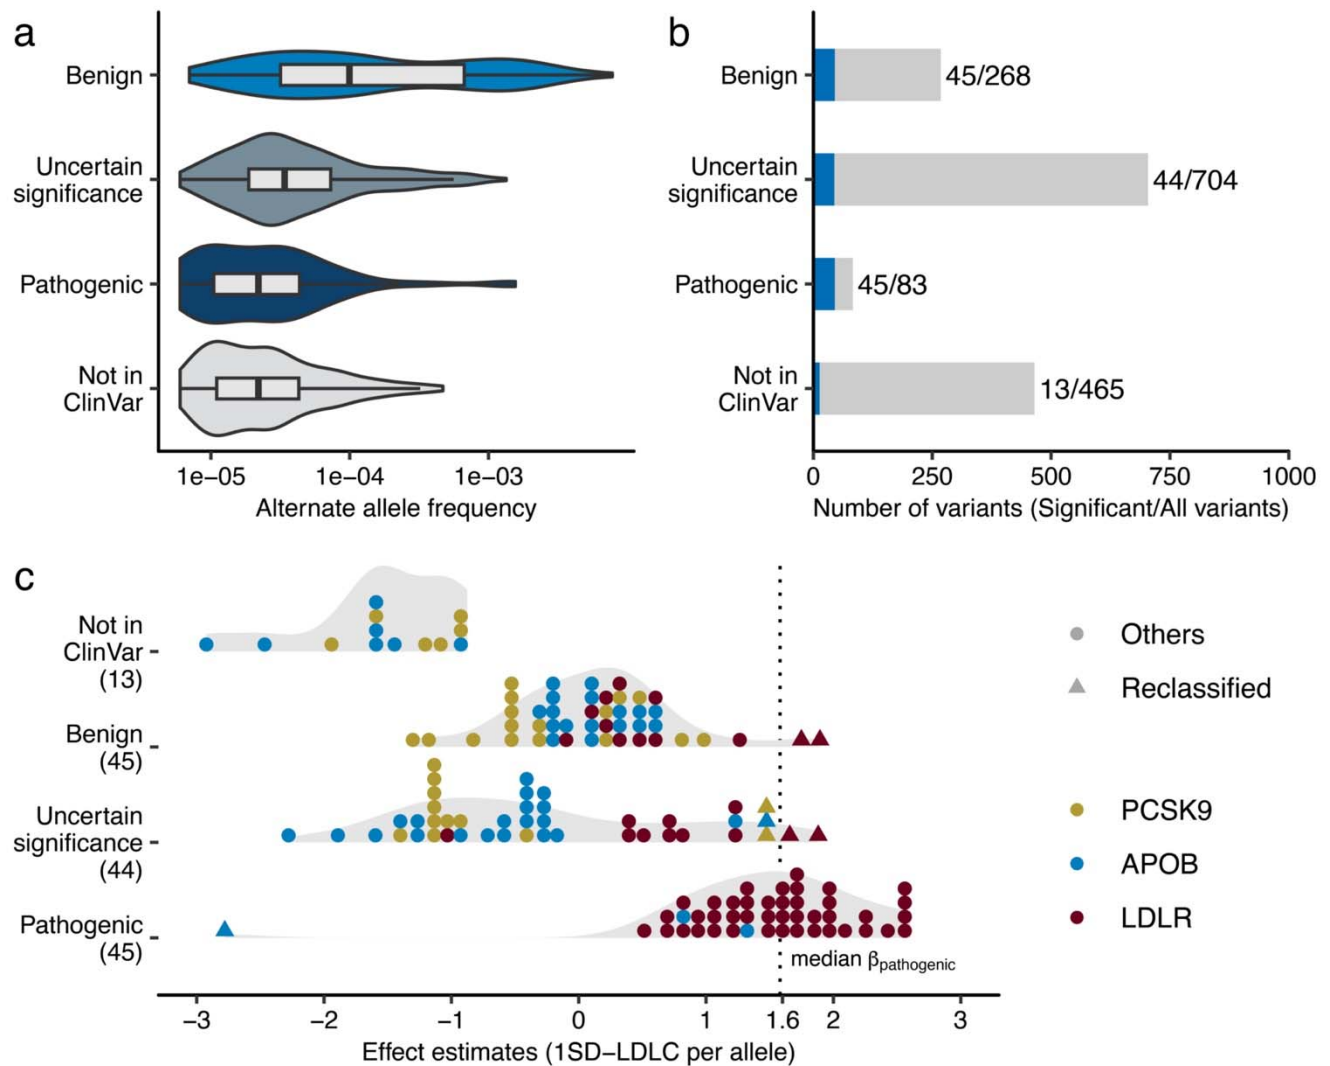 a
Benign
Uncertain
significance
Pathogenic
Not in
ClinVar
1e−05 1e−04 1e−03
Alternate allele frequency
b
Benign
45/268
Uncertain
significance
44/704
Pathogenic
45/83
Not in
ClinVar
13/465
0 250 500 750 1000
Number of variants (Significant/All variants)
c
Not in
ClinVar
(13)
Benign
(45)
Uncertain
significance
(44)
Pathogenic
(45)
median βpathogenic
−3 −2 −1 0 1 1.6 2 3
Effect estimates (1SD−LDLC per allele)
Others
Reclassified
PCSK9
APOB
LDLR